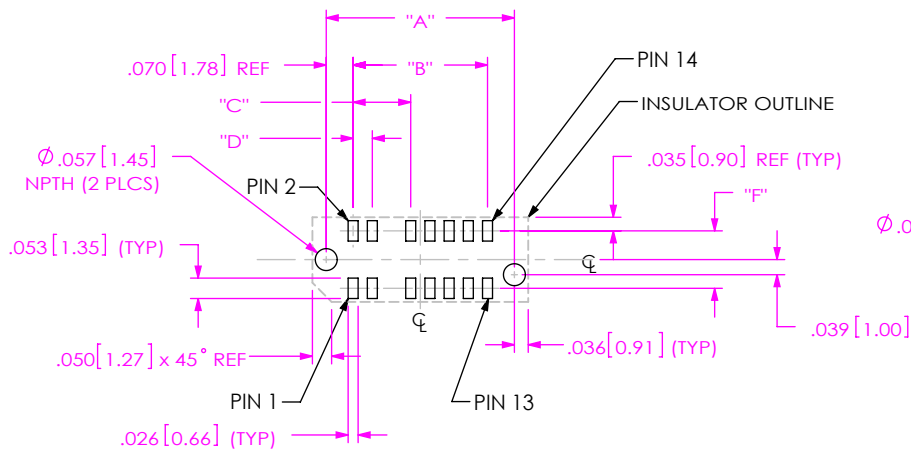 "A"
.070[1.78] REF
"B"
PIN 14
"C"
INSULATOR OUTLINE
"D"
Ø.057[1.45]
NPTH (2 PLCS)
.035[0.90] REF (TYP)
PIN 2
"F"
Ø.0
.053[1.35] (TYP)
℄
℄
.039[1.00]
.050[1.27] x 45° REF
.036[0.91] (TYP)
PIN 1
PIN 13
.026[0.66] (TYP)